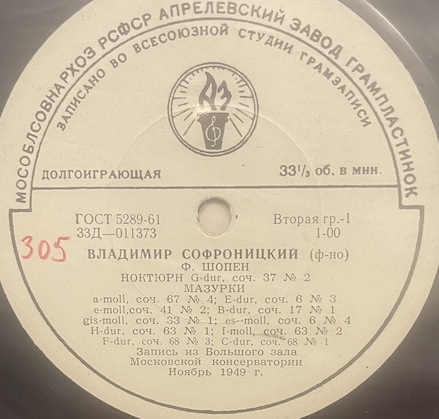 МОСОБЛСОВНАРХОЗ РСФСР АПРЕЛЕВСКИЙ ЗАВОД ГРАМПЛАСТИНОК
ЗАПИСАНО ВО ВСЕСОЮЗНОЙ СТУДИИ ГРАМЗАПИСИ
АЗ
ДОЛГОИГРАЮЩАЯ 33⅓ об. в мин.
ГОСТ 5289-61 Вторая гр.-1
33Д—011373 1-00
305
ВЛАДИМИР СОФРОНИЦКИЙ (ф-но)
Ф. ШОПЕН
НОКТЮРН G-dur, соч. 37 № 2
МАЗУРКИ
a-moll, соч. 67 № 4; E-dur, соч. 6 № 3
e-moll, соч. 41 № 2; B-dur, соч. 17 № 1
gis-moll, соч. 33 № 1; es-moll, соч. 6 № 4
H-dur, соч. 63 № 1; f-moll, соч. 63 № 2
F-dur, соч. 68 № 3; C-dur, соч. 68 № 1
Запись из Большого зала
Московской консерватории
Ноябрь 1949 г.